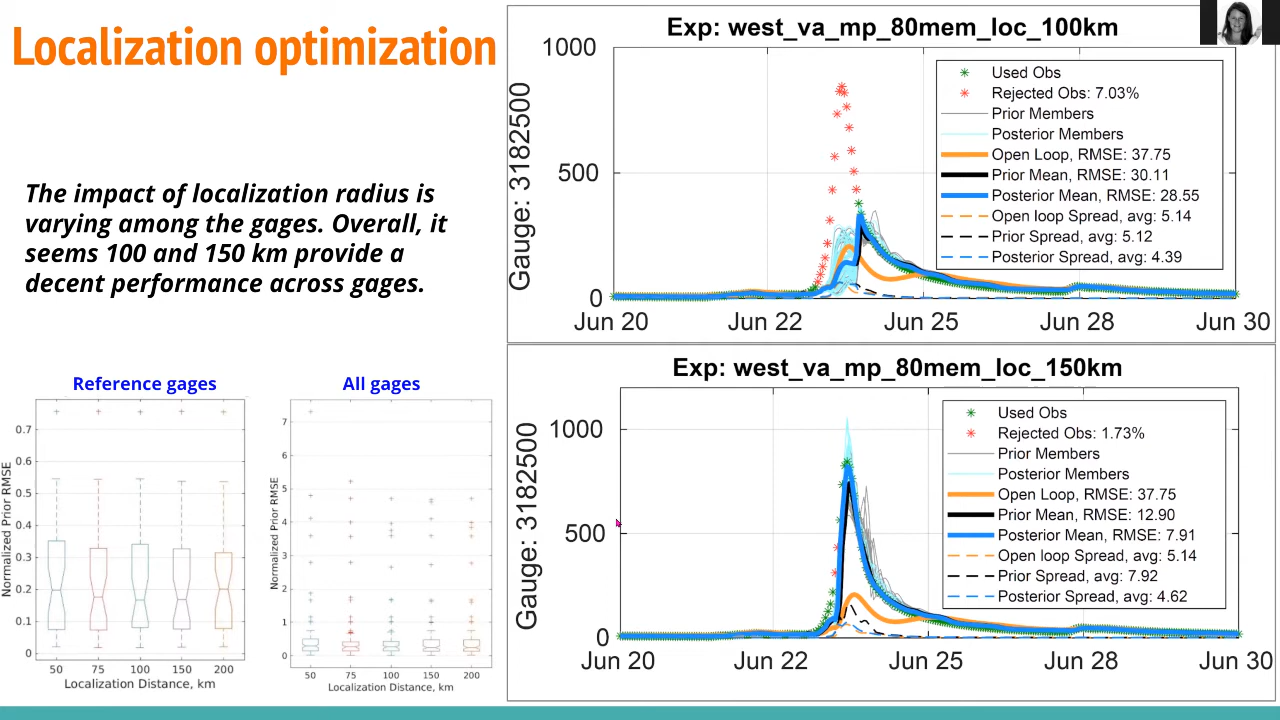 Localization optimization
The impact of localization radius is
varying among the gages. Overall, it
seems 100 and 150 km provide a
decent performance across gages.
Reference gages
Normalized Prior RMSE
0.7
0.6
0.5
0.4
0.3
0.2
0.1
0
50 75 100 150 200
Localization Distance, km
All gages
Normalized Prior RMSE
7
6
5
4
3
2
1
0
50 75 100 150 200
Localization Distance, km
Exp: west_va_mp_80mem_loc_100km
Gauge: 3182500
1000
500
0
Jun 20 Jun 22 Jun 25 Jun 28 Jun 30
Used Obs
Rejected Obs: 7.03%
Prior Members
Posterior Members
Open Loop, RMSE: 37.75
Prior Mean, RMSE: 30.11
Posterior Mean, RMSE: 28.55
Open loop Spread, avg: 5.14
Prior Spread, avg: 5.12
Posterior Spread, avg: 4.39
Exp: west_va_mp_80mem_loc_150km
Gauge: 3182500
1000
500
0
Jun 20 Jun 22 Jun 25 Jun 28 Jun 30
Used Obs
Rejected Obs: 1.73%
Prior Members
Posterior Members
Open Loop, RMSE: 37.75
Prior Mean, RMSE: 12.90
Posterior Mean, RMSE: 7.91
Open loop Spread, avg: 5.14
Prior Spread, avg: 7.92
Posterior Spread, avg: 4.62